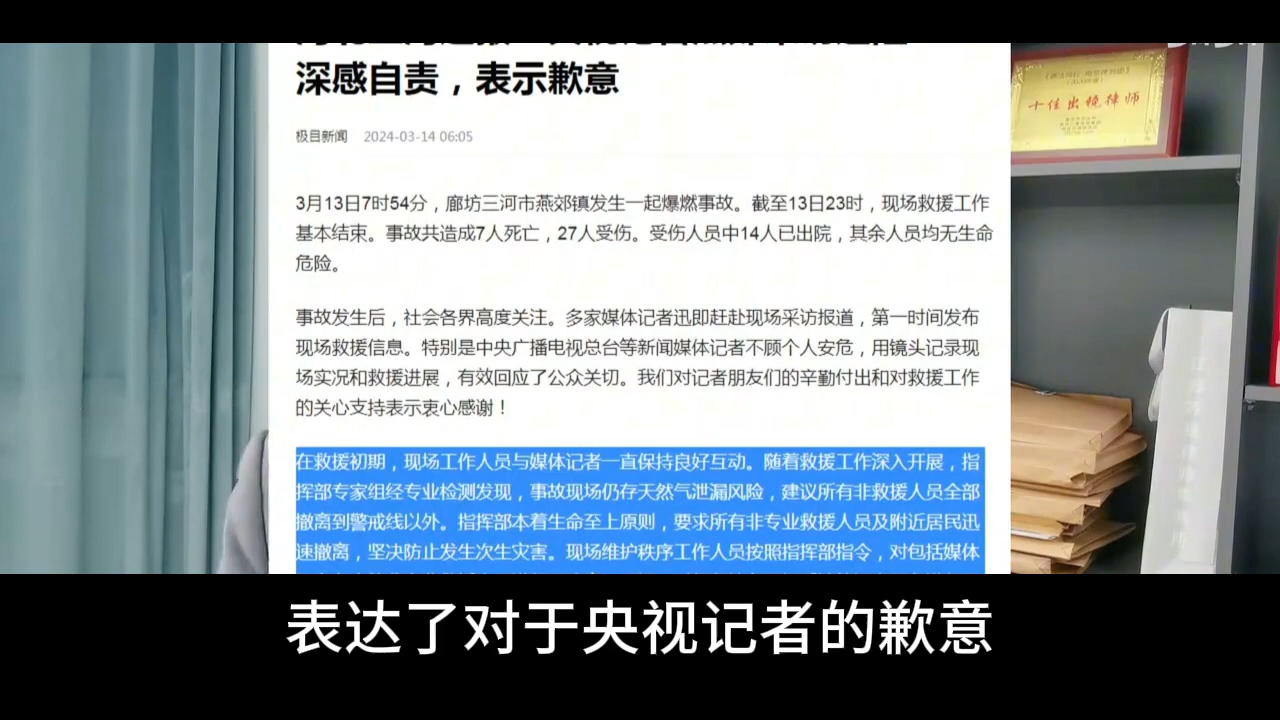 深感自责，表示歉意
极目新闻 2024-03-14 06:05
3月13日7时54分，廊坊三河市燕郊镇发生一起爆燃事故。截至13日23时，现场救援工作
基本结束。事故共造成7人死亡，27人受伤。受伤人员中14人已出院，其余人员均无生命
危险。
事故发生后，社会各界高度关注。多家媒体记者迅即赶赴现场采访报道，第一时间发布
现场救援信息。特别是中央广播电视总台等新闻媒体记者不顾个人安危，用镜头记录现
场实况和救援进展，有效回应了公众关切。我们对记者朋友们的辛勤付出和对救援工作
的关心支持表示衷心感谢！
在救援初期，现场工作人员与媒体记者一直保持良好互动。随着救援工作深入开展，指
挥部专家组经专业检测发现，事故现场仍存天然气泄漏风险，建议所有非救援人员全部
撤离到警戒线以外。指挥部本着生命至上原则，要求所有非专业救援人员及附近居民迅
速撤离，坚决防止发生次生灾害。现场维护秩序工作人员按照指挥部指令，对包括媒体
十佳出镜律师
表达了对于央视记者的歉意